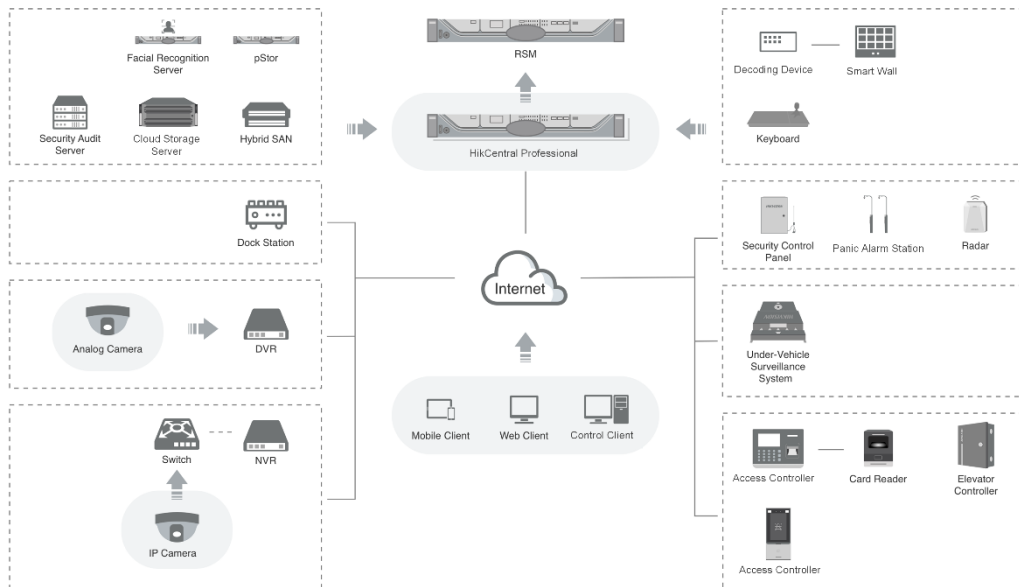 Facial Recognition
Server
pStor
Security Audit
Server
Cloud Storage
Server
Hybrid SAN
RSM
HikCentral Professional
Decoding Device
Smart Wall
Keyboard
Dock Station
Security Control
Panel
Panic Alarm Station
Radar
Internet
Analog Camera
DVR
Under-Vehicle
Surveillance
System
Mobile Client
Web Client
Control Client
Switch
NVR
IP Camera
Access Controller
Card Reader
Elevator
Controller
Access Controller